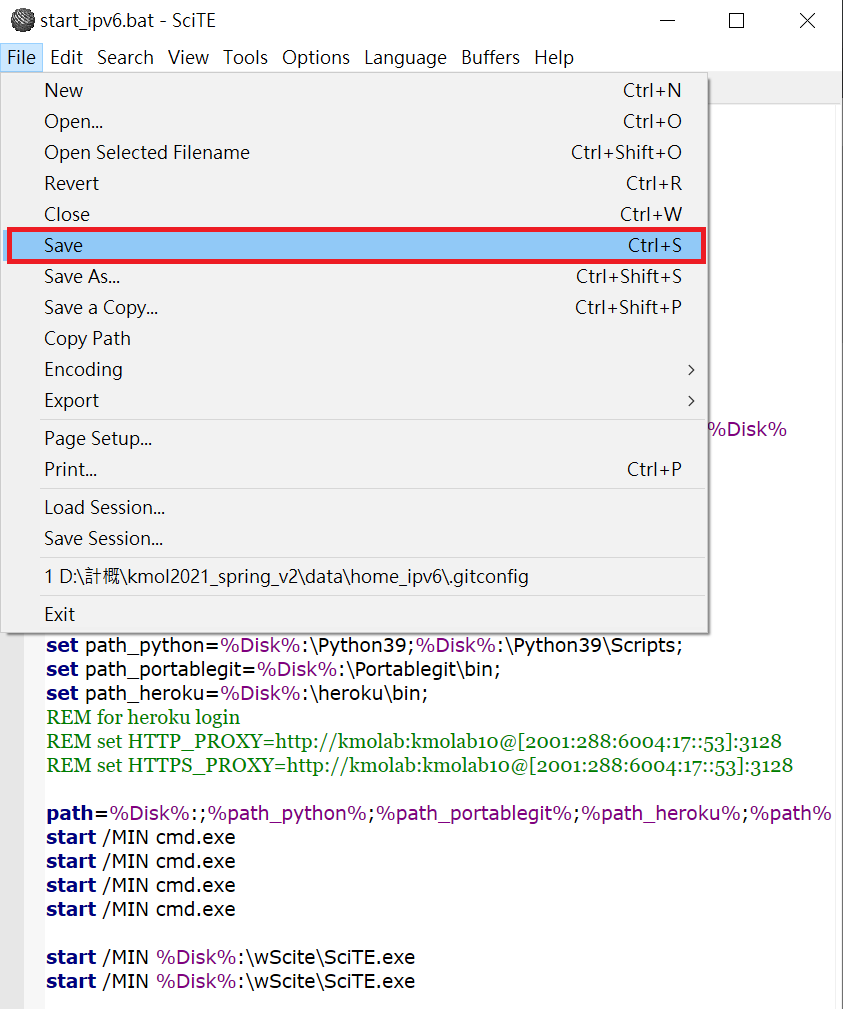 start_ipv6.bat - SciTE
File Edit Search View Tools Options Language Buffers Help
New Ctrl+N
Open... Ctrl+O
Open Selected Filename Ctrl+Shift+O
Revert Ctrl+R
Close Ctrl+W
Save Ctrl+S
Save As... Ctrl+Shift+S
Save a Copy... Ctrl+Shift+P
Copy Path
Encoding
Export
%Disk%
Page Setup...
Print... Ctrl+P
Load Session...
Save Session...
1 D:\計概\kmol2021_spring_v2\data\home_ipv6\.gitconfig
Exit
set path_python=%Disk%:\Python39;%Disk%:\Python39\Scripts;
set path_portablegit=%Disk%:\Portablegit\bin;
set path_heroku=%Disk%:\heroku\bin;
REM for heroku login
REM set HTTP_PROXY=http://kmolab:kmolab10@[2001:288:6004:17::53]:3128
REM set HTTPS_PROXY=http://kmolab:kmolab10@[2001:288:6004:17::53]:3128
path=%Disk%:;%path_python%;%path_portablegit%;%path_heroku%;%path%
start /MIN cmd.exe
start /MIN cmd.exe
start /MIN cmd.exe
start /MIN cmd.exe
start /MIN %Disk%:\wScite\SciTE.exe
start /MIN %Disk%:\wScite\SciTE.exe